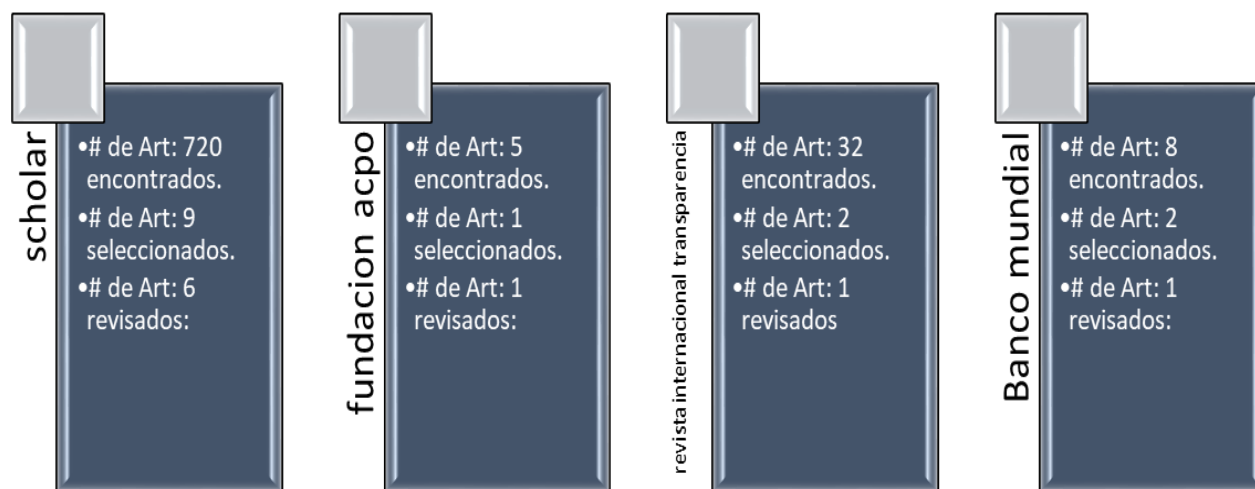 scholar
•# de Art: 720
encontrados.
•# de Art: 9
seleccionados.
•# de Art: 6
revisados:
fundacion acpo
•# de Art: 5
encontrados.
•# de Art: 1
seleccionados.
•# de Art: 1
revisados:
revista internacional transparencia
•# de Art: 32
encontrados.
•# de Art: 2
seleccionados.
•# de Art: 1
revisados
Banco mundial
•# de Art: 8
encontrados.
•# de Art: 2
seleccionados.
•# de Art: 1
revisados: